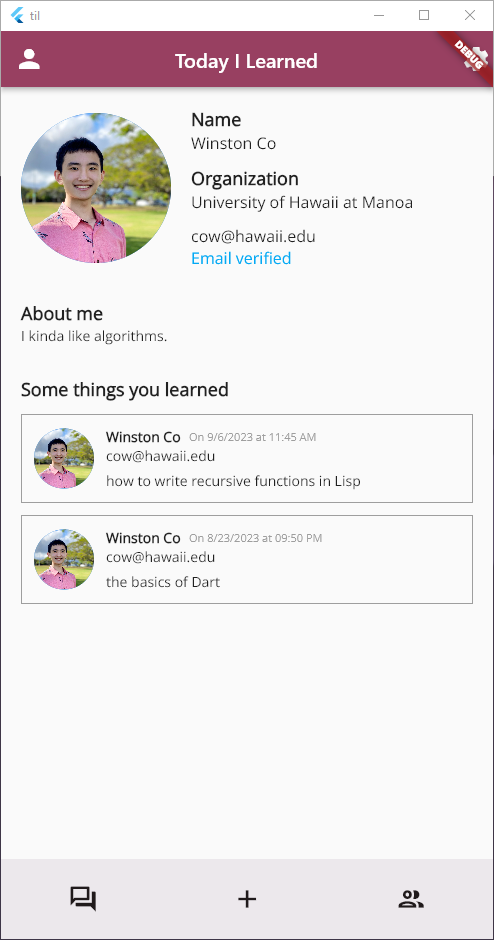 til
Today I Learned
DEBUG
Name
Winston Co
Organization
University of Hawaii at Manoa
cow@hawaii.edu
Email verified
About me
I kinda like algorithms.
Some things you learned
Winston Co On 9/6/2023 at 11:45 AM
cow@hawaii.edu
how to write recursive functions in Lisp
Winston Co On 8/23/2023 at 09:50 PM
cow@hawaii.edu
the basics of Dart